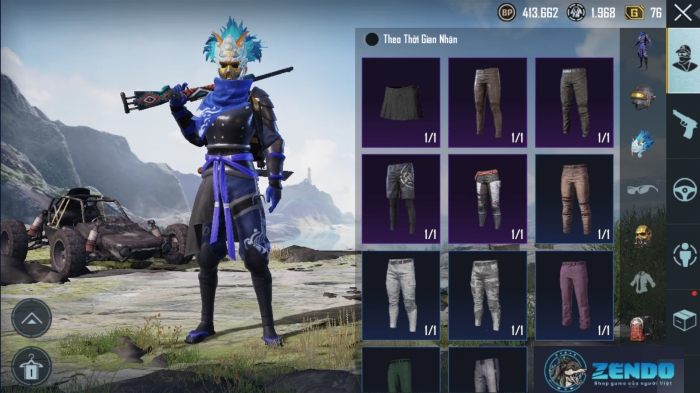 BP 413.662 1.968 G 76
Theo Thời Gian Nhận
1/1 1/1 1/1
1/1 1/1 1/1
1/1 1/1 1/1
ZENDO
Shop game của người Việt